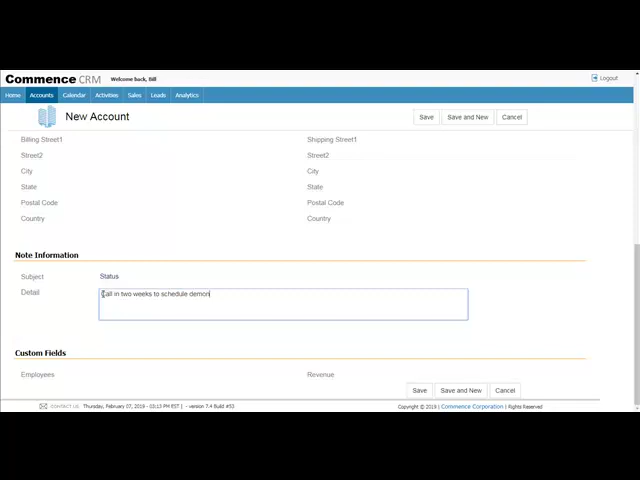 Commence CRM Welcome back, Bill Logout
Home Accounts Calendar Activities Sales Leads Analytics
New Account Save Save and New Cancel
Billing Street1 Shipping Street1
Street2 Street2
City City
State State
Postal Code Postal Code
Country Country
Note Information
Subject Status
Detail Call in two weeks to schedule demon
Custom Fields
Employees Revenue
Save Save and New Cancel
CONTACT US Thursday, February 07, 2019 - 03:13 PM EST | - version 7.4 Build #53 Copyright © 2019 | Commence Corporation | Rights Reserved